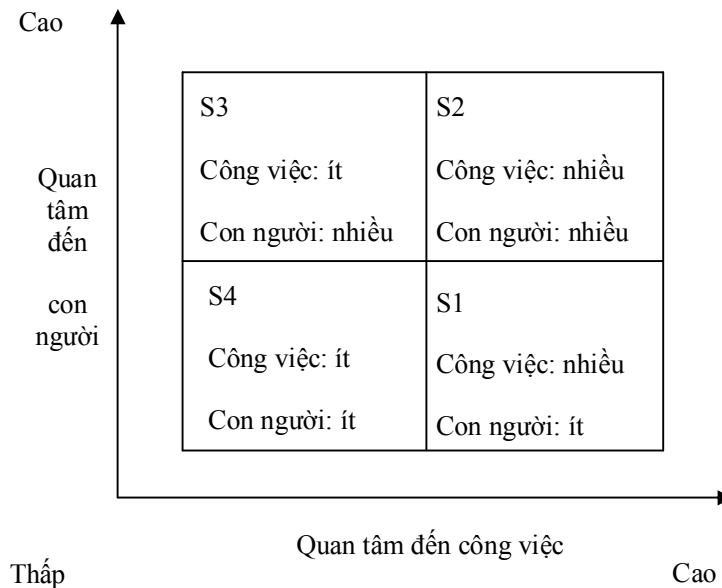 Cao
S3
Công việc: ít
Con người: nhiều
S2
Công việc: nhiều
Con người: nhiều
Quan
tâm
đến
con
người
S4
Công việc: ít
Con người: ít
S1
Công việc: nhiều
Con người: ít
Quan tâm đến công việc
Thấp
Cao